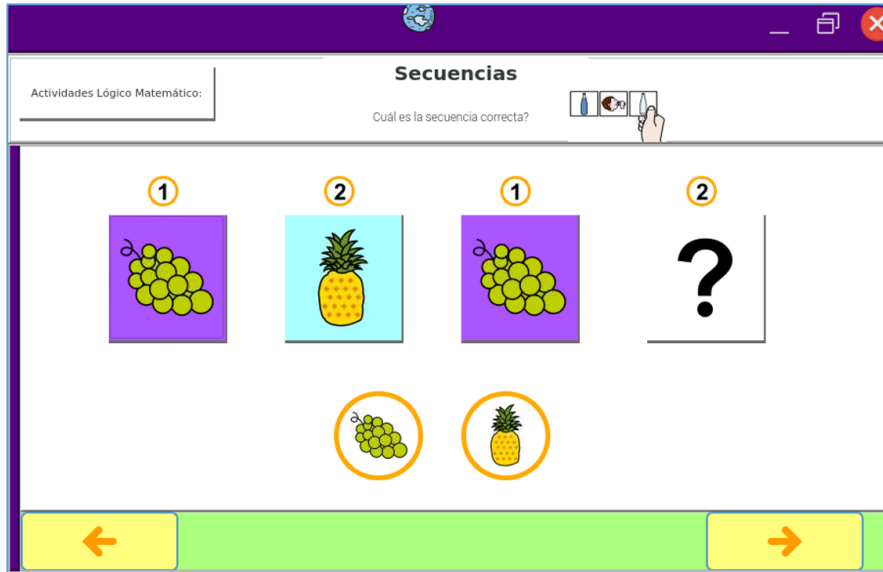 Secuencias
Actividades Lógico Matemático:
Cuál es la secuencia correcta?
1 2 1 2
?